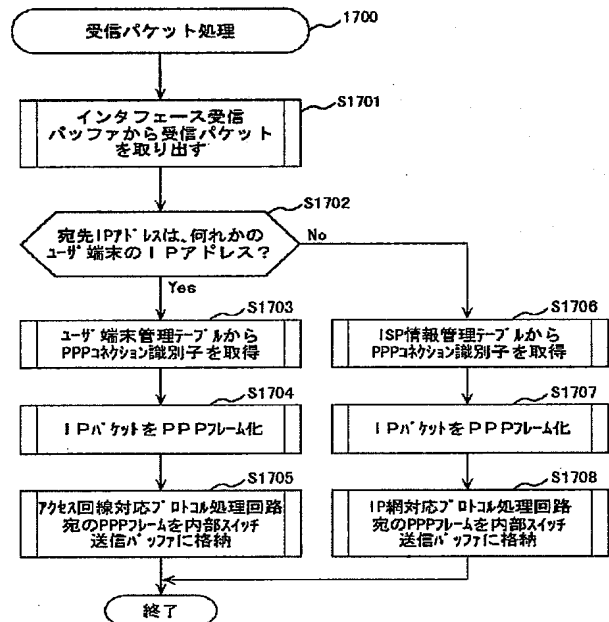 受信パケット処理
1700
S1701
インタフェース受信
バッファから受信パケット
を取り出す
S1702
宛先IPアドレスは、何れかの
ユーザ端末のIPアドレス?
No
Yes
S1703
ユーザ端末管理テーブルから
PPPコネクション識別子を取得
S1706
ISP情報管理テーブルから
PPPコネクション識別子を取得
S1704
IPパケットをPPPフレーム化
S1707
IPパケットをPPPフレーム化
S1705
アクセス回線対応プロトコル処理回路
宛のPPPフレームを内部スイッチ
送信バッファに格納
S1708
IP網対応プロトコル処理回路
宛のPPPフレームを内部スイッチ
送信バッファに格納
終了